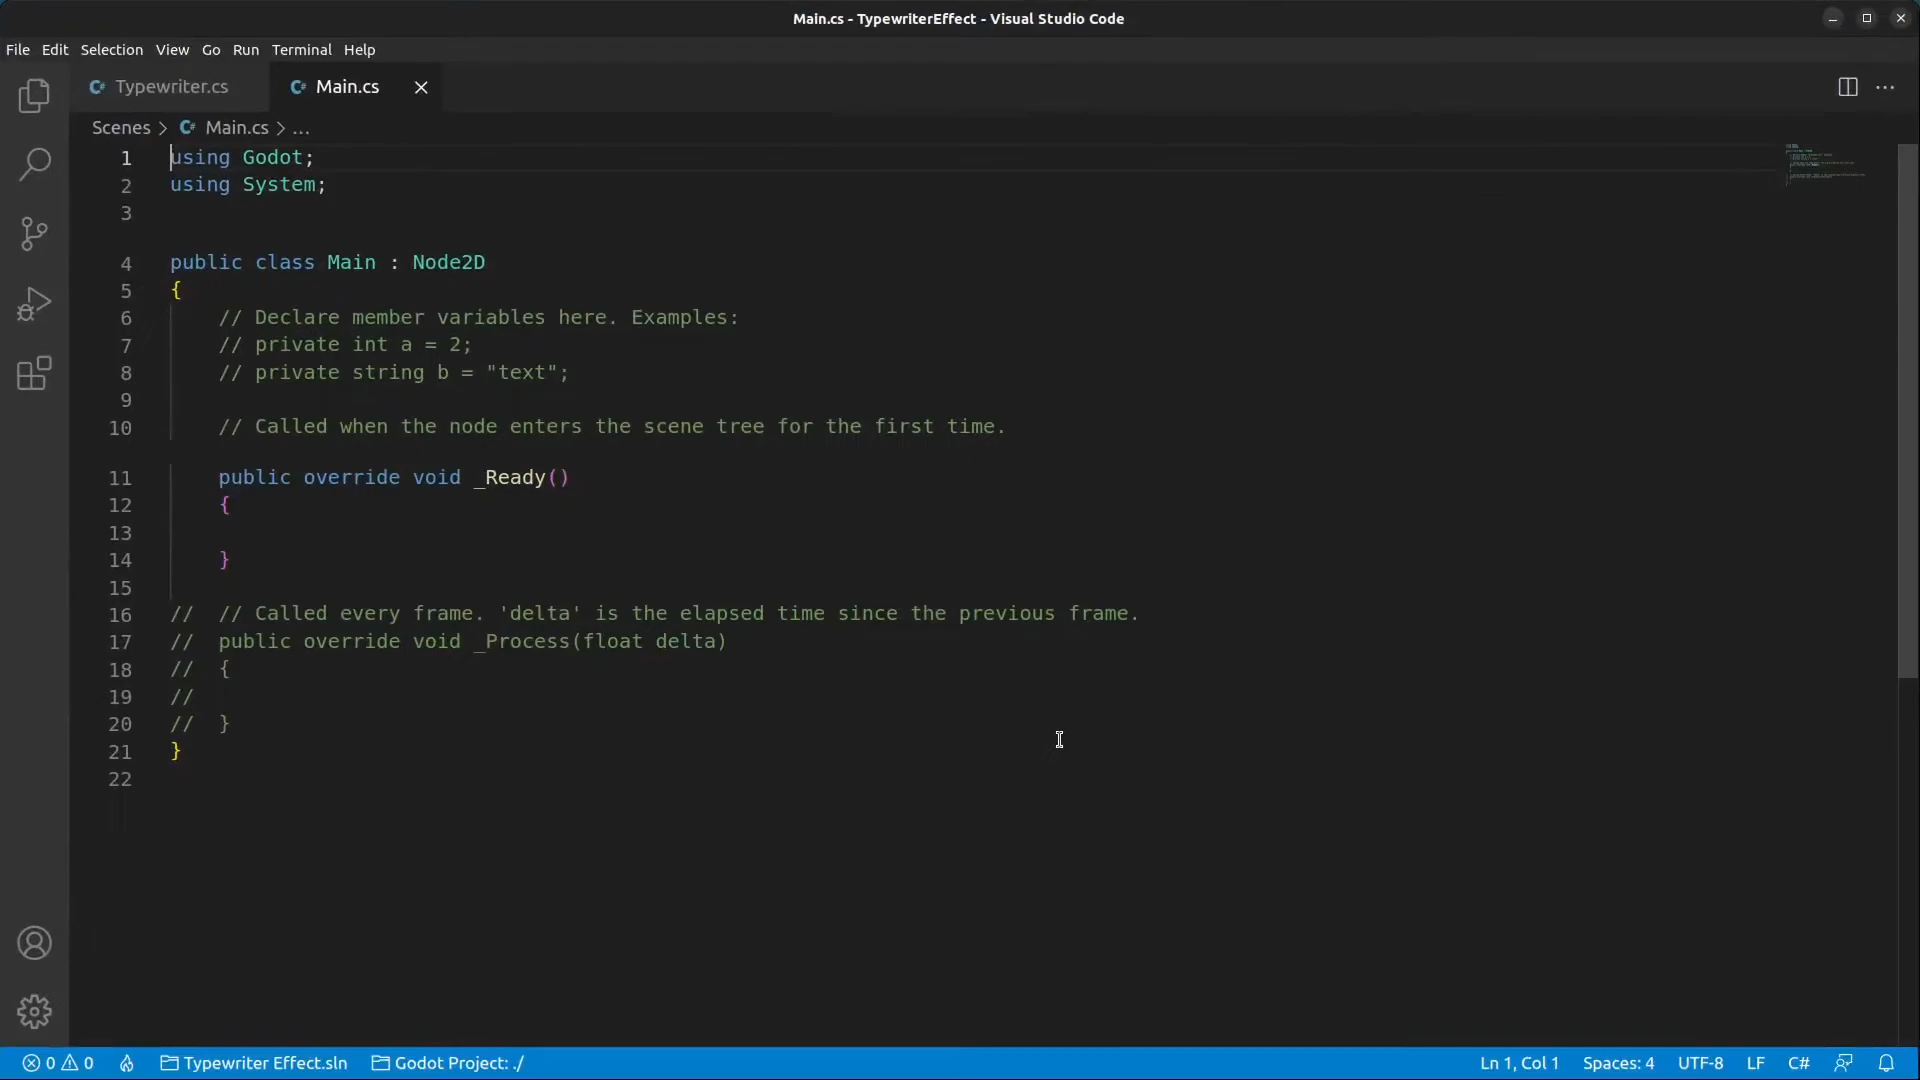 Main.cs - TypewriterEffect - Visual Studio Code
File Edit Selection View Go Run Terminal Help
Typewriter.cs Main.cs
Scenes > Main.cs > ...
1 using Godot;
2 using System;
3
4 public class Main : Node2D
5 {
6 // Declare member variables here. Examples:
7 // private int a = 2;
8 // private string b = "text";
9
10 // Called when the node enters the scene tree for the first time.
11 public override void _Ready()
12 {
13
14 }
15
16 //  // Called every frame. 'delta' is the elapsed time since the previous frame.
17 //  public override void _Process(float delta)
18 //  {
19 //
20 //  }
21 }
22
0 0 Typewriter Effect.sln Godot Project: ./ Ln 1, Col 1 Spaces: 4 UTF-8 LF C#